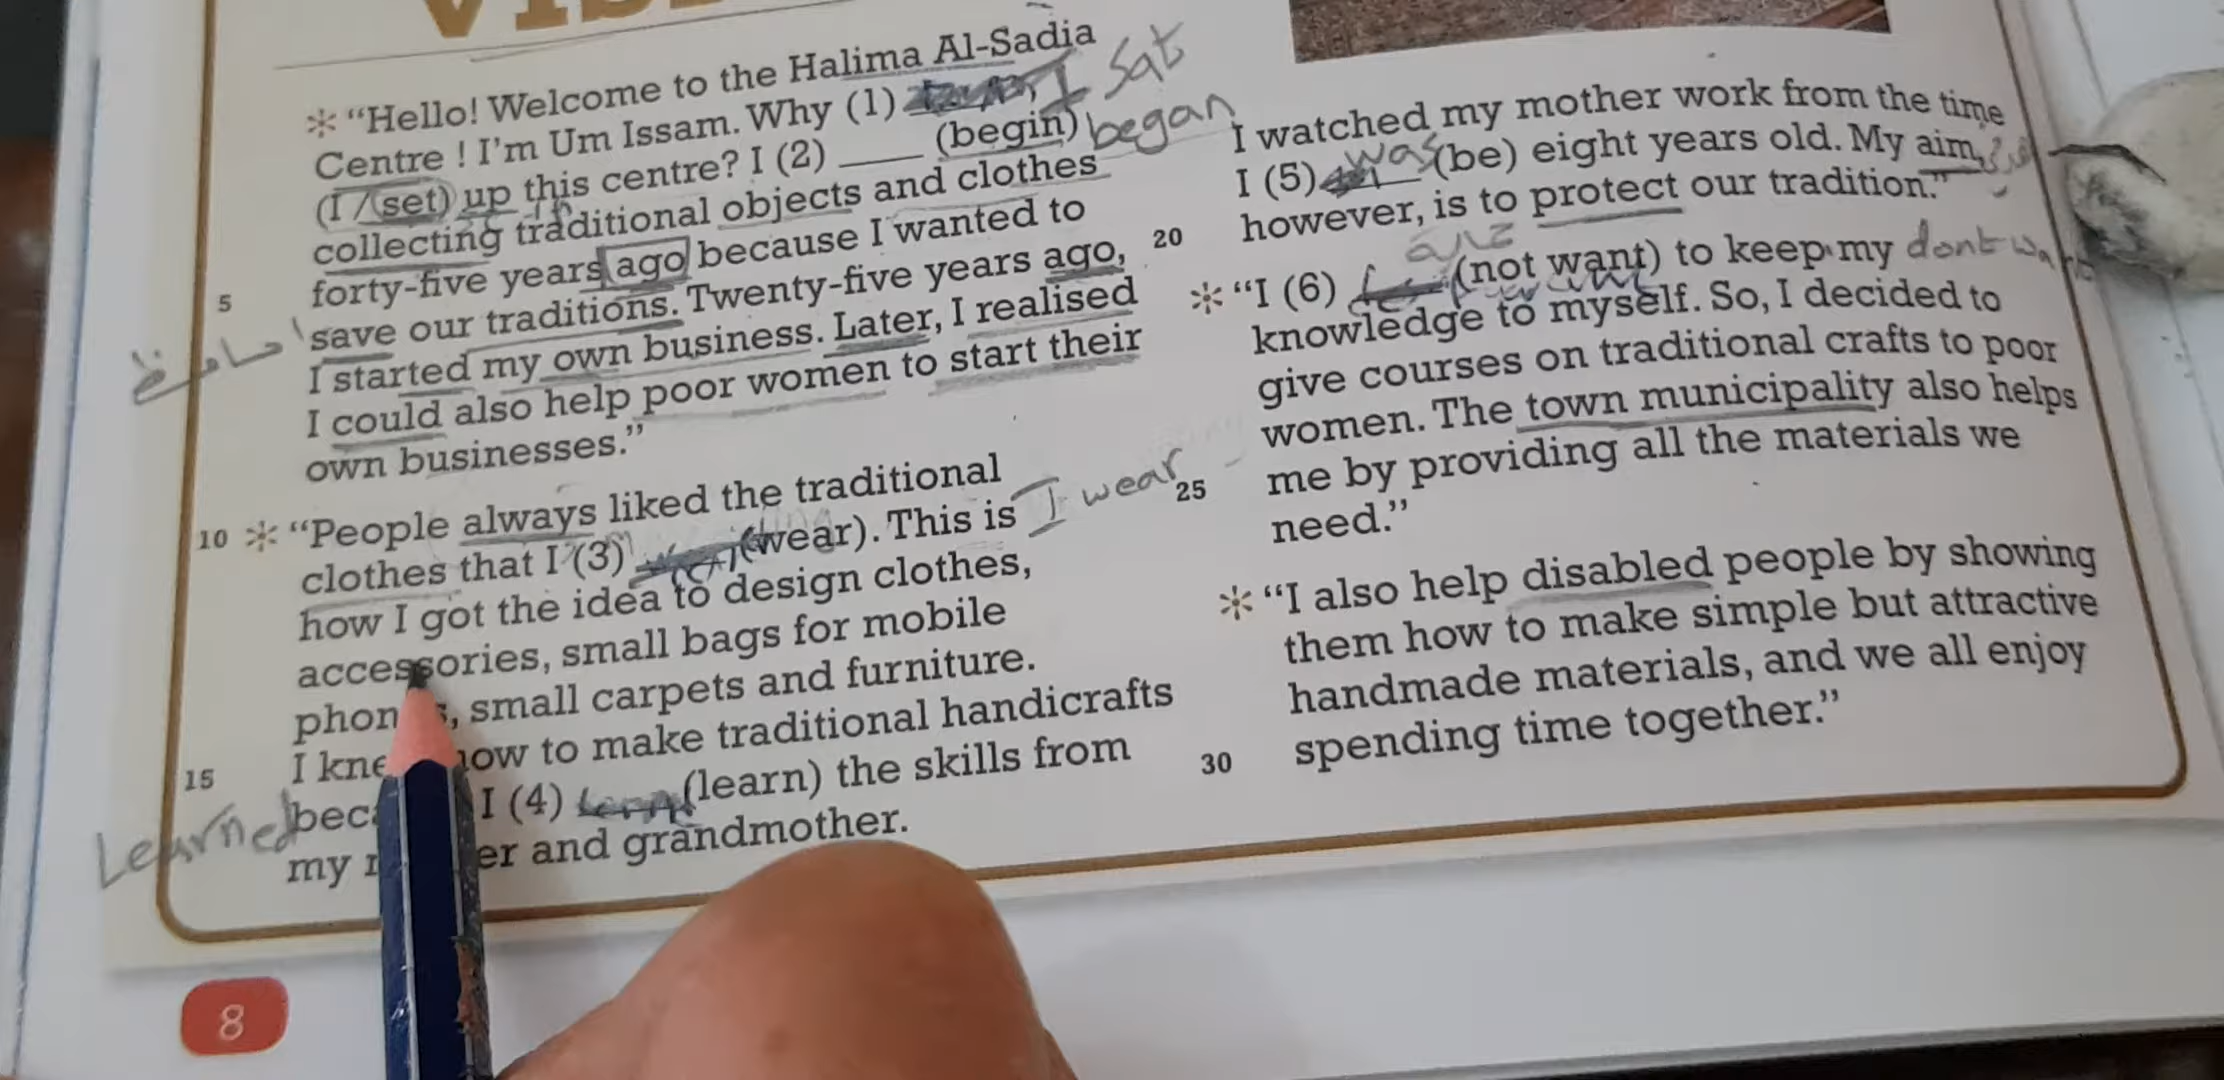 "Hello! Welcome to the Halima Al-Sadia
Centre ! I'm Um Issam. Why (1) I sat
(I / set) up this centre? I (2) ____ (begin) began
collecting traditional objects and clothes
5 forty-five years ago because I wanted to
save our traditions. Twenty-five years ago,
I started my own business. Later, I realised
I could also help poor women to start their
own businesses."
10 "People always liked the traditional
clothes that I (3) (wear). This is I wear
how I got the idea to design clothes,
accessories, small bags for mobile
phones, small carpets and furniture.
15 I knew how to make traditional handicrafts
Learned because I (4) (learn) the skills from
my mother and grandmother.
I watched my mother work from the time
I (5) was (be) eight years old. My aim,
20 however, is to protect our tradition."
"I (6) (not want) to keep my dont want
knowledge to myself. So, I decided to
give courses on traditional crafts to poor
women. The town municipality also helps
25 me by providing all the materials we
need."
"I also help disabled people by showing
them how to make simple but attractive
handmade materials, and we all enjoy
30 spending time together."
8